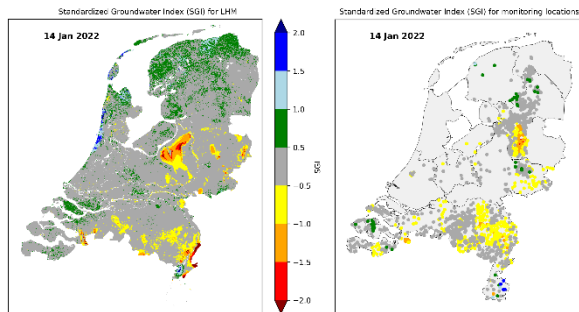 Standardized Groundwater Index (SGI) for LHM
14 Jan 2022
2.0
1.5
1.0
0.5
−0.5
−1.0
−1.5
−2.0
SGI
Standardized Groundwater Index (SGI) for monitoring locations
14 Jan 2022